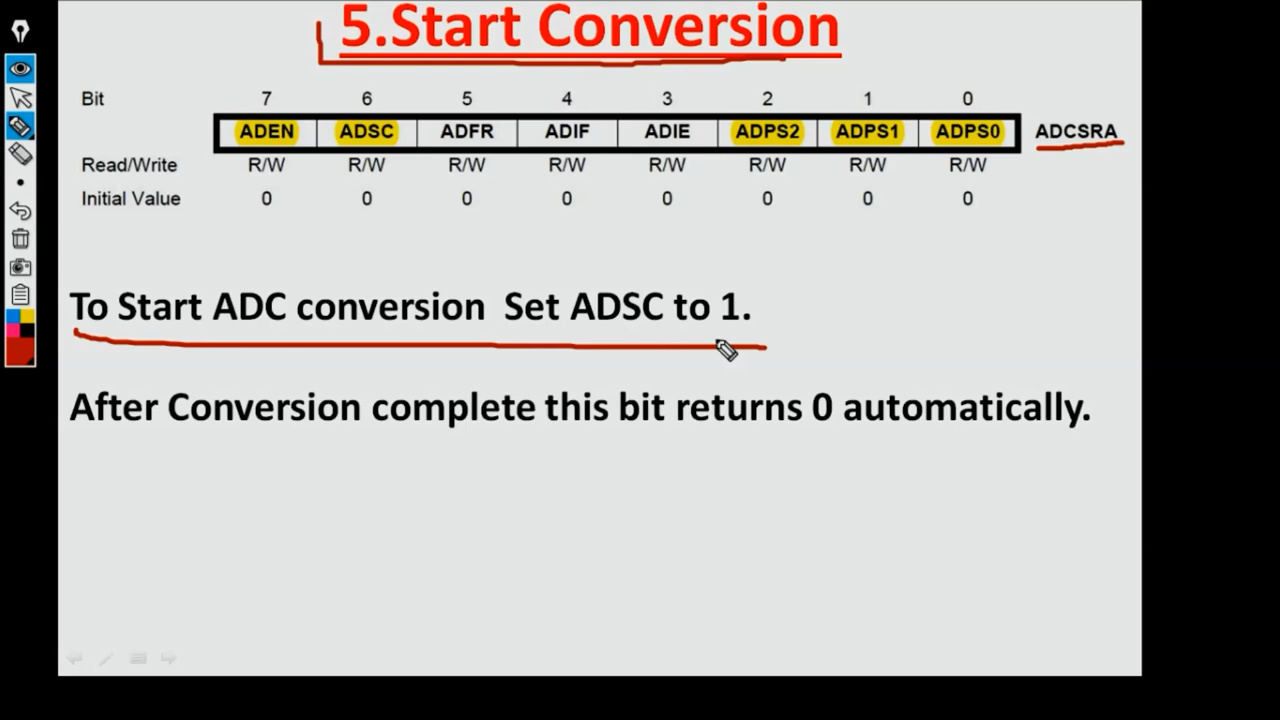 5.Start Conversion
Bit 7 6 5 4 3 2 1 0
ADEN ADSC ADFR ADIF ADIE ADPS2 ADPS1 ADPS0 ADCSRA
Read/Write R/W R/W R/W R/W R/W R/W R/W R/W
Initial Value 0 0 0 0 0 0 0 0
To Start ADC conversion Set ADSC to 1.
After Conversion complete this bit returns 0 automatically.